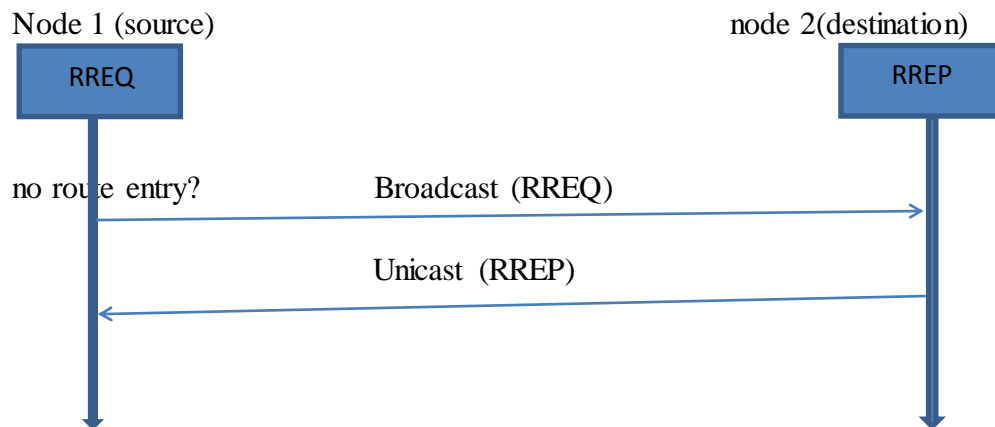 Node 1 (source)
node 2(destination)
RREQ
RREP
no route entry?
Broadcast (RREQ)
Unicast (RREP)